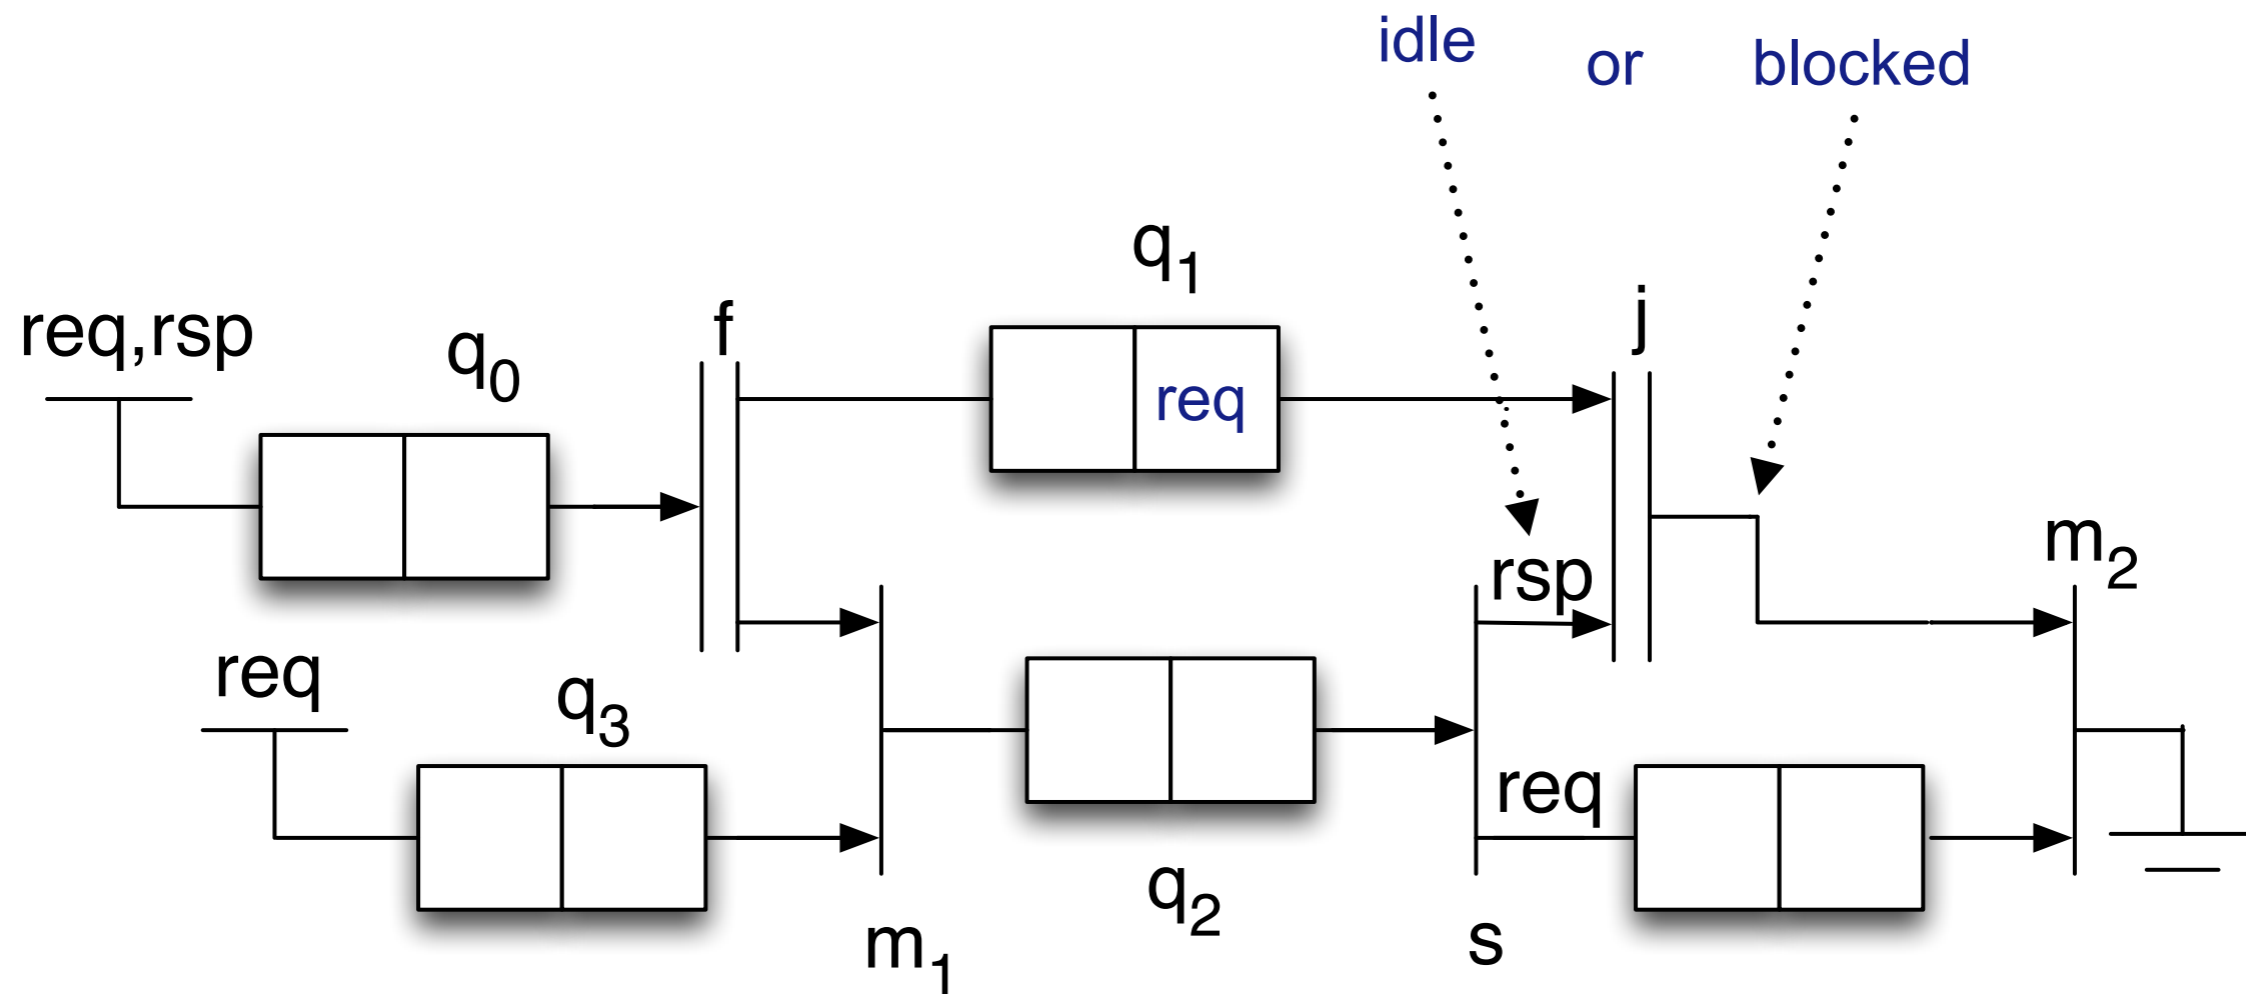 idle or blocked
q1
req,rsp q0 f j
req
rsp m2
req q3
req
q2
m1 s